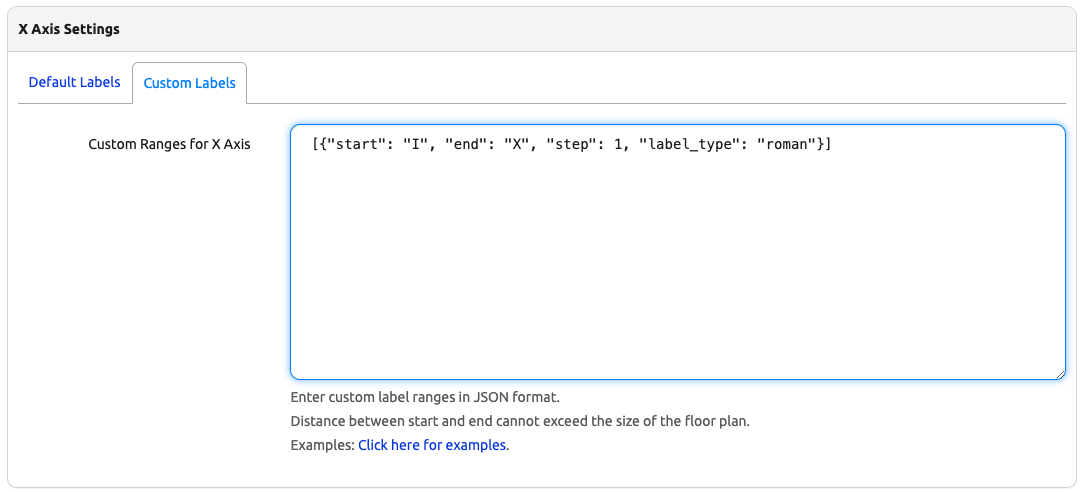 X Axis Settings
Default Labels
Custom Labels
Custom Ranges for X Axis
[{"start": "I", "end": "X", "step": 1, "label_type": "roman"}]
Enter custom label ranges in JSON format.
Distance between start and end cannot exceed the size of the floor plan.
Examples: Click here for examples.